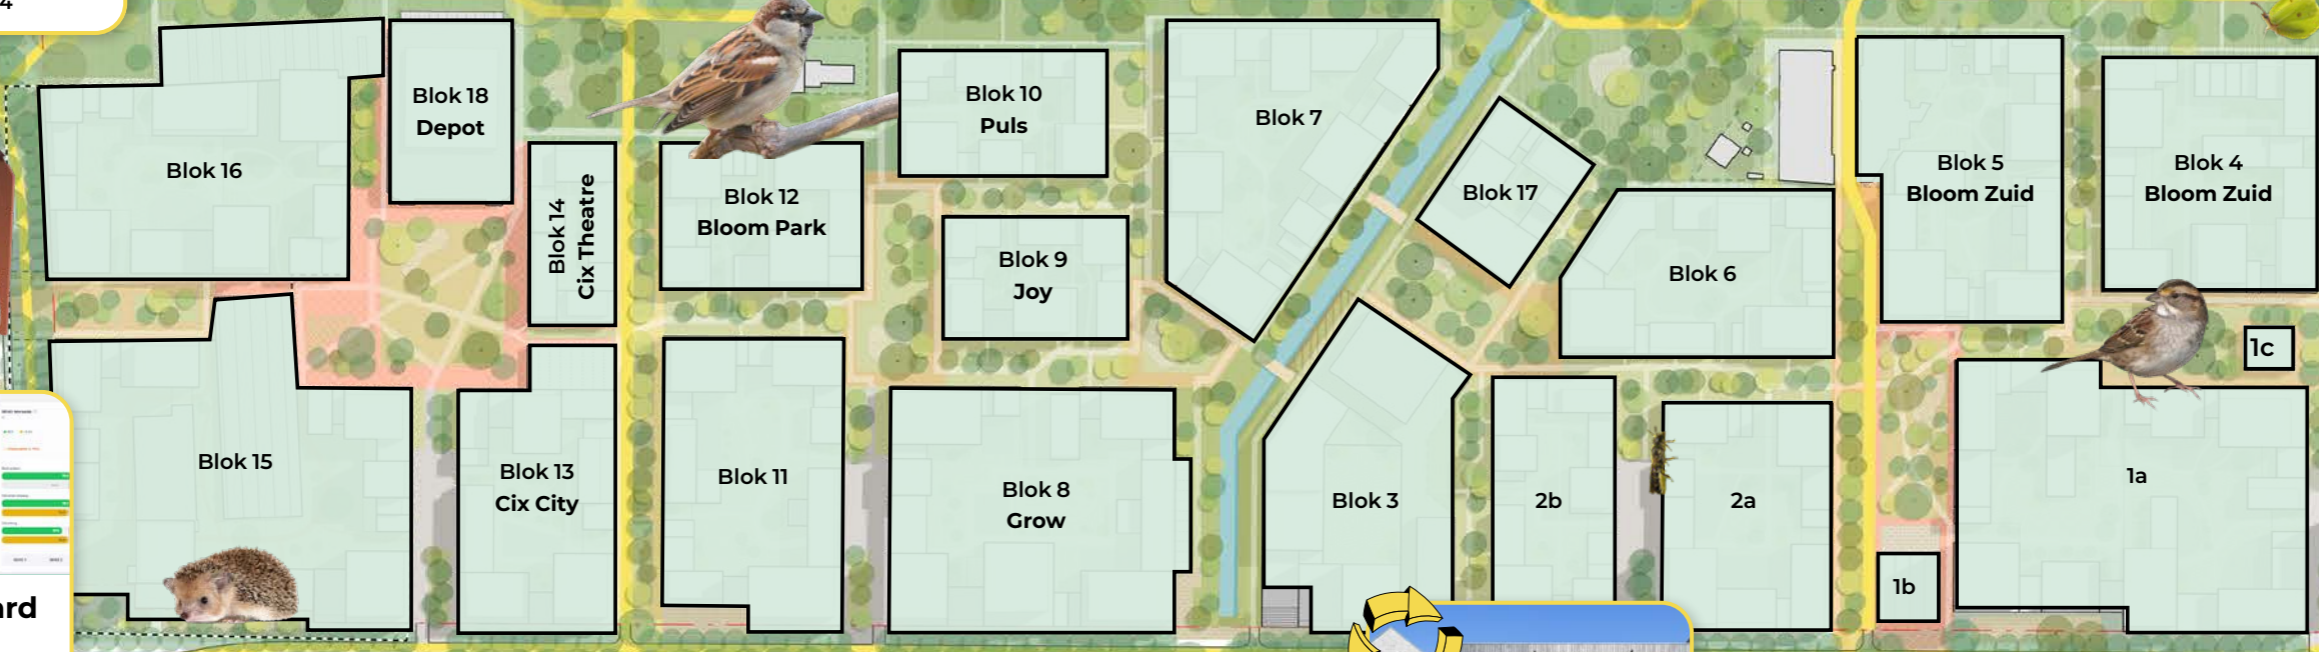 4
Blok 16
Blok 18
Depot
Blok 14
Cix Theatre
Blok 12
Bloom Park
Blok 10
Puls
Blok 9
Joy
Blok 7
Blok 17
Blok 6
Blok 5
Bloom Zuid
Blok 4
Bloom Zuid
1c
Blok 15
Blok 13
Cix City
Blok 11
Blok 8
Grow
Blok 3
2b
2a
1b
1a
ard